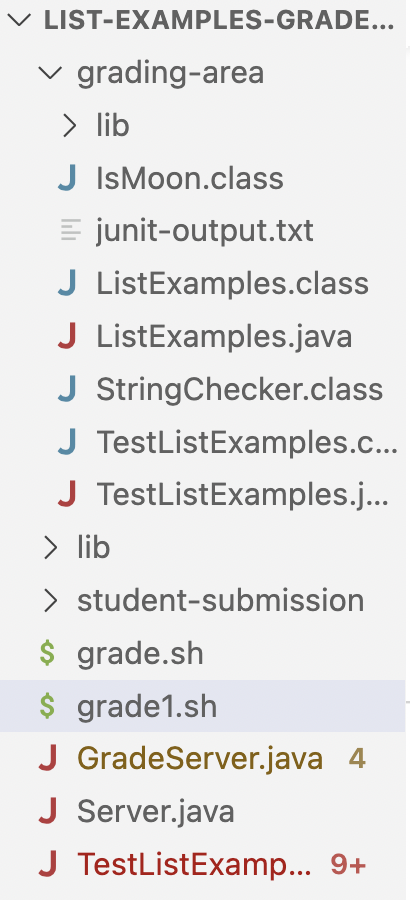 LIST-EXAMPLES-GRADE...
grading-area
lib
IsMoon.class
junit-output.txt
ListExamples.class
ListExamples.java
StringChecker.class
TestListExamples.c...
TestListExamples.j...
lib
student-submission
$ grade.sh
$ grade1.sh
GradeServer.java 4
Server.java
TestListExamp... 9+